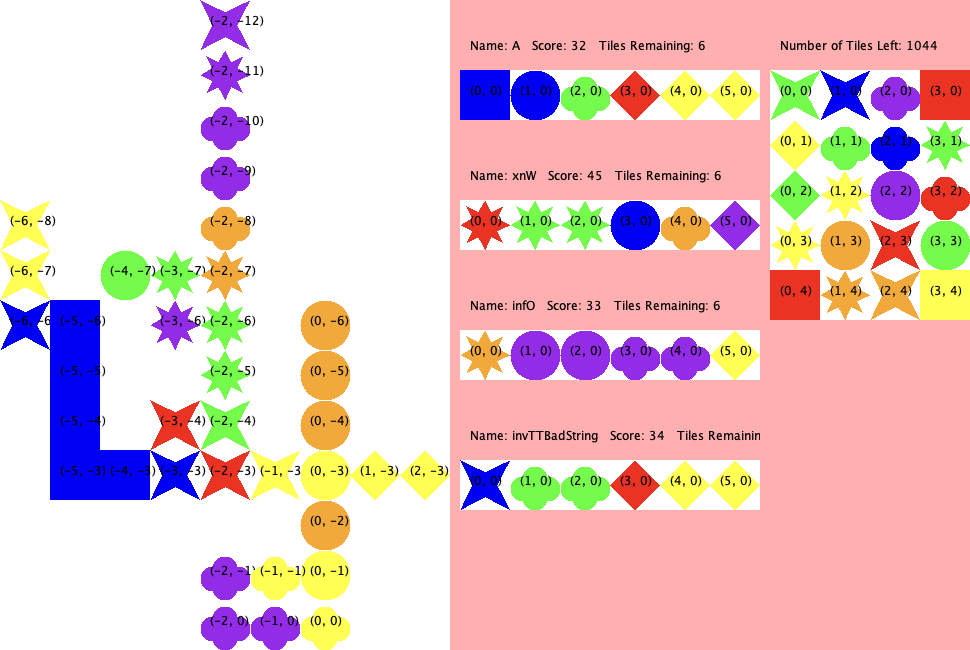 (-2, -12)
(-2, -11)
(-2, -10)
(-2, -9)
(-6, -8) (-2, -8)
(-6, -7) (-4, -7) (-3, -7) (-2, -7)
(-6, -6 (-5, -6) (-3, -6) (-2, -6) (0, -6)
(-5, -5) (-2, -5) (0, -5)
(-5, -4) (-3, -4) (-2, -4) (0, -4)
(-5, -3) (-4, -3) (-3, -3) (-2, -3) (-1, -3 (0, -3) (1, -3) (2, -3)
(0, -2)
(-2, -1) (-1, -1) (0, -1)
(-2, 0) (-1, 0) (0, 0)
Name: A Score: 32 Tiles Remaining: 6
(0, 0) (1, 0) (2, 0) (3, 0) (4, 0) (5, 0)
Name: xnW Score: 45 Tiles Remaining: 6
(0, 0) (1, 0) (2, 0) (3, 0) (4, 0) (5, 0)
Name: infO Score: 33 Tiles Remaining: 6
(0, 0) (1, 0) (2, 0) (3, 0) (4, 0) (5, 0)
Name: invTTBadString Score: 34 Tiles Remainin
(0, 0) (1, 0) (2, 0) (3, 0) (4, 0) (5, 0)
Number of Tiles Left: 1044
(0, 0) (1, 0) (2, 0) (3, 0)
(0, 1) (1, 1) (2, 1) (3, 1)
(0, 2) (1, 2) (2, 2) (3, 2)
(0, 3) (1, 3) (2, 3) (3, 3)
(0, 4) (1, 4) (2, 4) (3, 4)